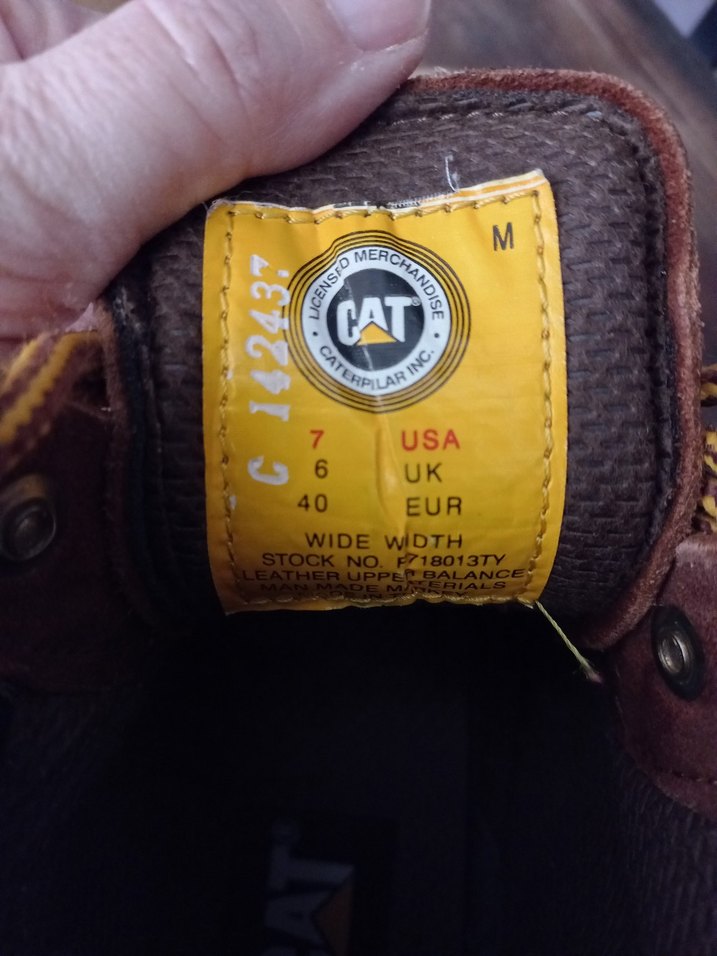 M
LICENSED MERCHANDISE
CAT®
CATERPILAR INC.
C 142437
7 USA
6 UK
40 EUR
WIDE WIDTH
STOCK NO. P718013TY
LEATHER UPPER BALANCE
MAN MADE MATERIALS
CAT